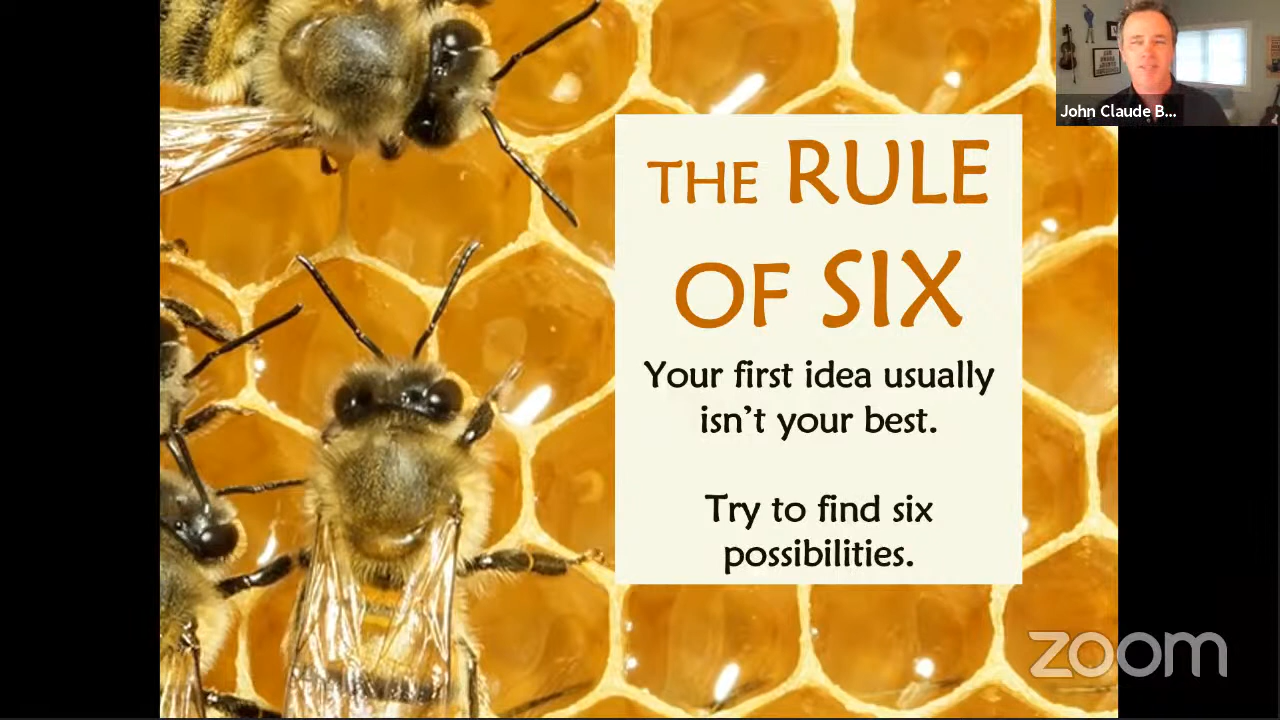 John Claude B...
THE RULE
OF SIX
Your first idea usually
isn't your best.
Try to find six
possibilities.
zoom